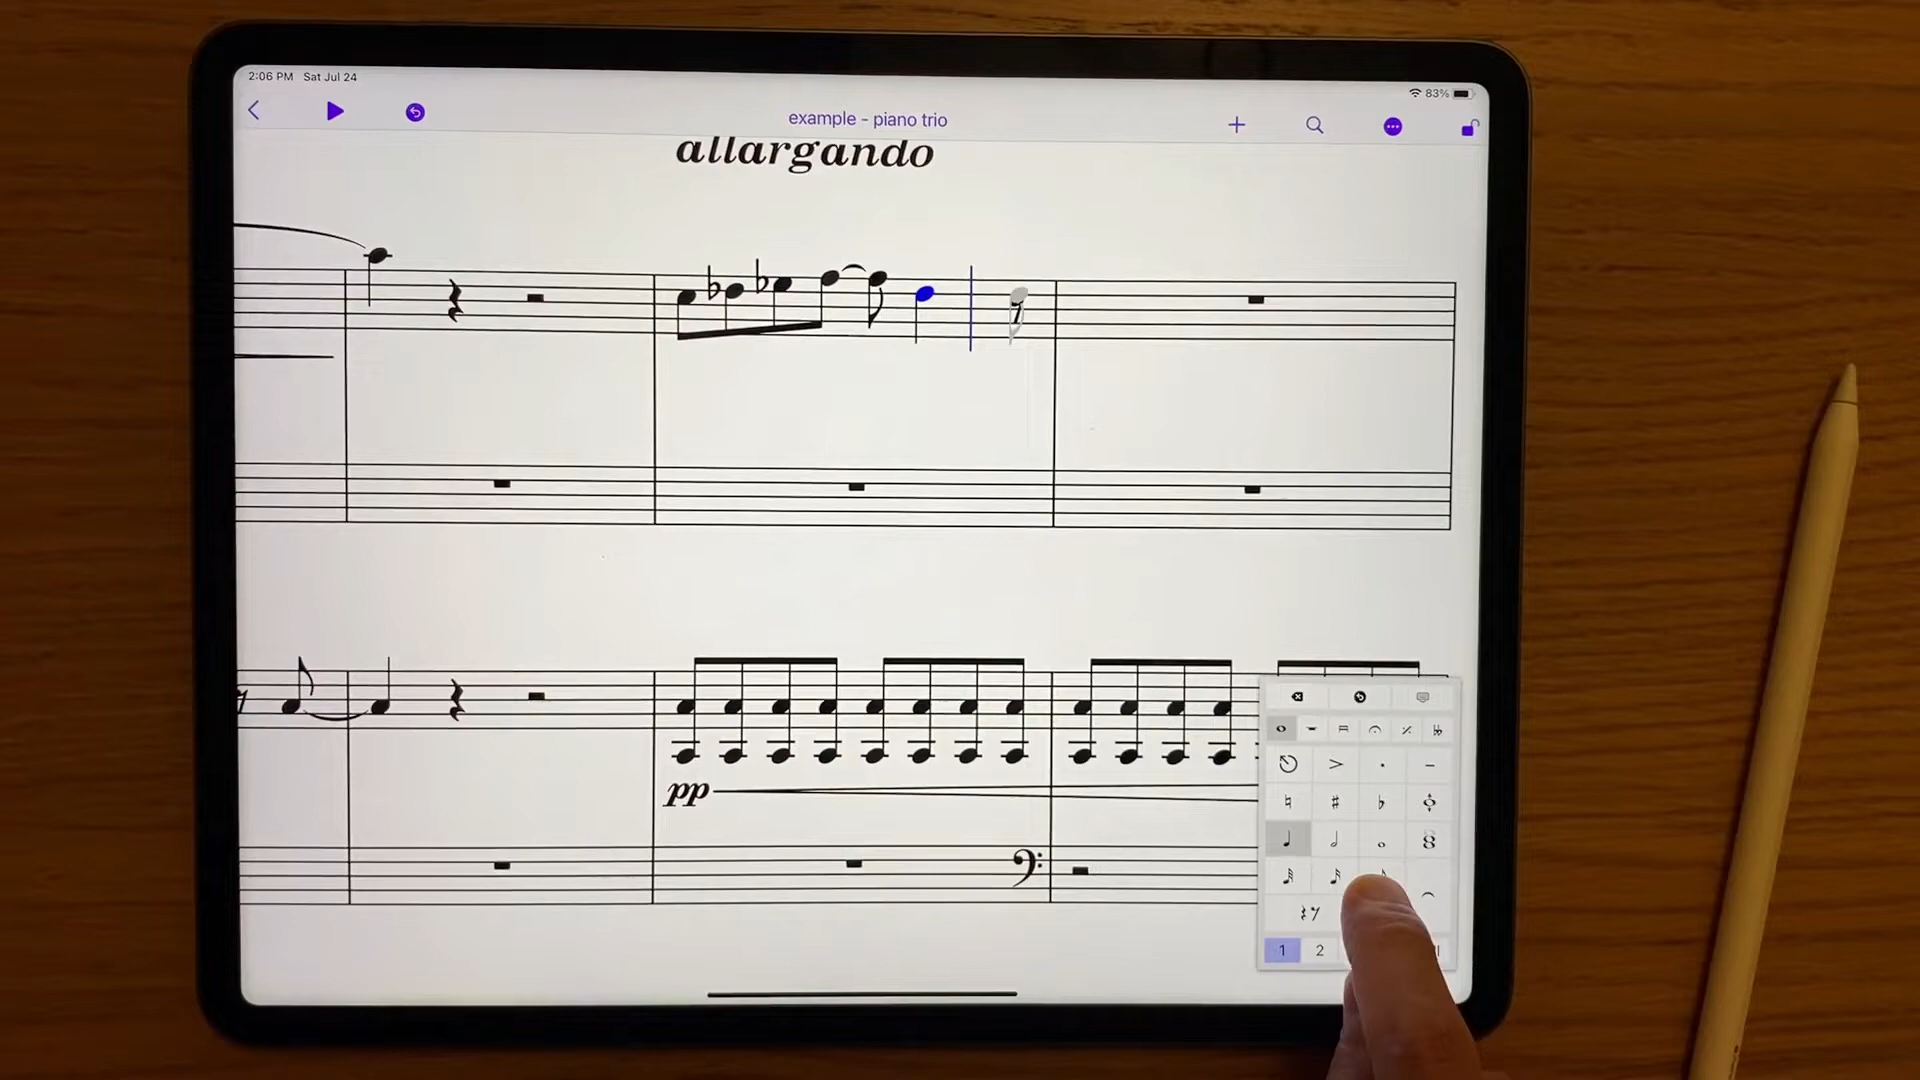 2:06 PM Sat Jul 24
83%
example - piano trio
allargando
pp
1 2